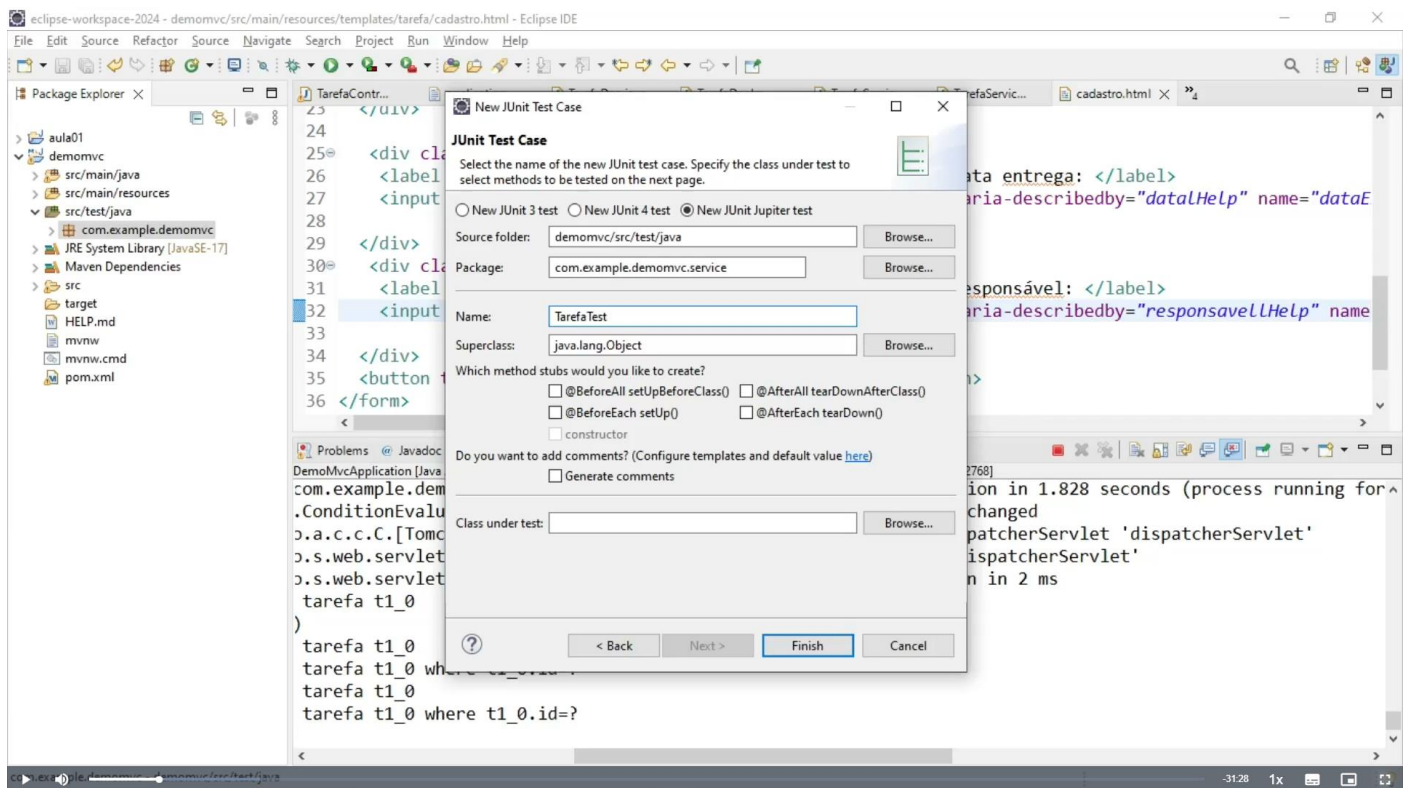 eclipse-workspace-2024 - demomvc/src/main/resources/templates/tarefa/cadastro.html - Eclipse IDE
File Edit Source Refactor Source Navigate Search Project Run Window Help
Package Explorer
aula01
demomvc
src/main/java
src/main/resources
src/test/java
com.example.demomvc
JRE System Library [JavaSE-17]
Maven Dependencies
src
target
HELP.md
mvnw
mvnw.cmd
pom.xml
TarefaContr... efaServic... cadastro.html 4
23 </div>
24
25 <div cla
26 <label ata entrega: </label>
27 <input aria-describedby="datalHelp" name="dataE
28
29 </div>
30 <div cla
31 <label esponsável: </label>
32 <input aria-describedby="responsavellHelp" name
33
34 </div>
35 <button t >
36 </form>
New JUnit Test Case
JUnit Test Case
Select the name of the new JUnit test case. Specify the class under test to
select methods to be tested on the next page.
New JUnit 3 test New JUnit 4 test New JUnit Jupiter test
Source folder: demomvc/src/test/java Browse...
Package: com.example.demomvc.service Browse...
Name: TarefaTest
Superclass: java.lang.Object Browse...
Which method stubs would you like to create?
@BeforeAll setUpBeforeClass() @AfterAll tearDownAfterClass()
@BeforeEach setUp() @AfterEach tearDown()
constructor
Do you want to add comments? (Configure templates and default value here)
Generate comments
Class under test: Browse...
< Back Next > Finish Cancel
Problems @ Javadoc
DemoMvcApplication [Java 2768]
com.example.dem ion in 1.828 seconds (process running for
.ConditionEvalu changed
o.a.c.c.C.[Tomc patcherServlet 'dispatcherServlet'
o.s.web.servlet ispatcherServlet'
o.s.web.servlet n in 2 ms
tarefa t1_0
)
tarefa t1_0
tarefa t1_0 wh
tarefa t1_0
tarefa t1_0 where t1_0.id=?
com.example.demomvc - demomvc/src/test/java
-31:28 1x